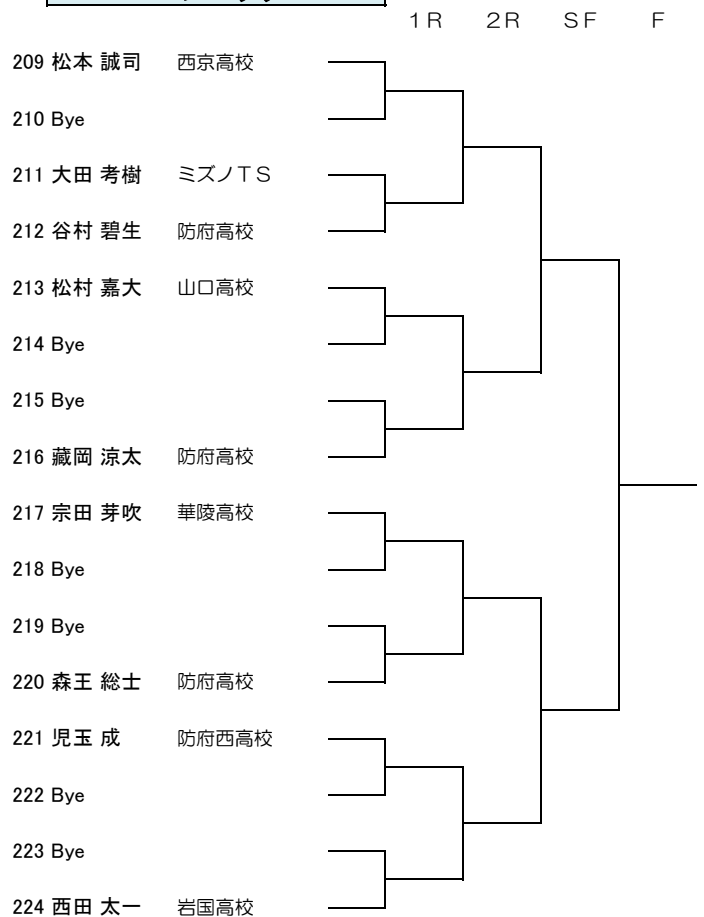 １Ｒ ２Ｒ ＳＦ Ｆ
209 松本 誠司 西京高校
210 Bye
211 大田 考樹 ミズノＴＳ
212 谷村 碧生 防府高校
213 松村 嘉大 山口高校
214 Bye
215 Bye
216 藏岡 涼太 防府高校
217 宗田 芽吹 華陵高校
218 Bye
219 Bye
220 森王 総士 防府高校
221 児玉 成 防府西高校
222 Bye
223 Bye
224 西田 太一 岩国高校